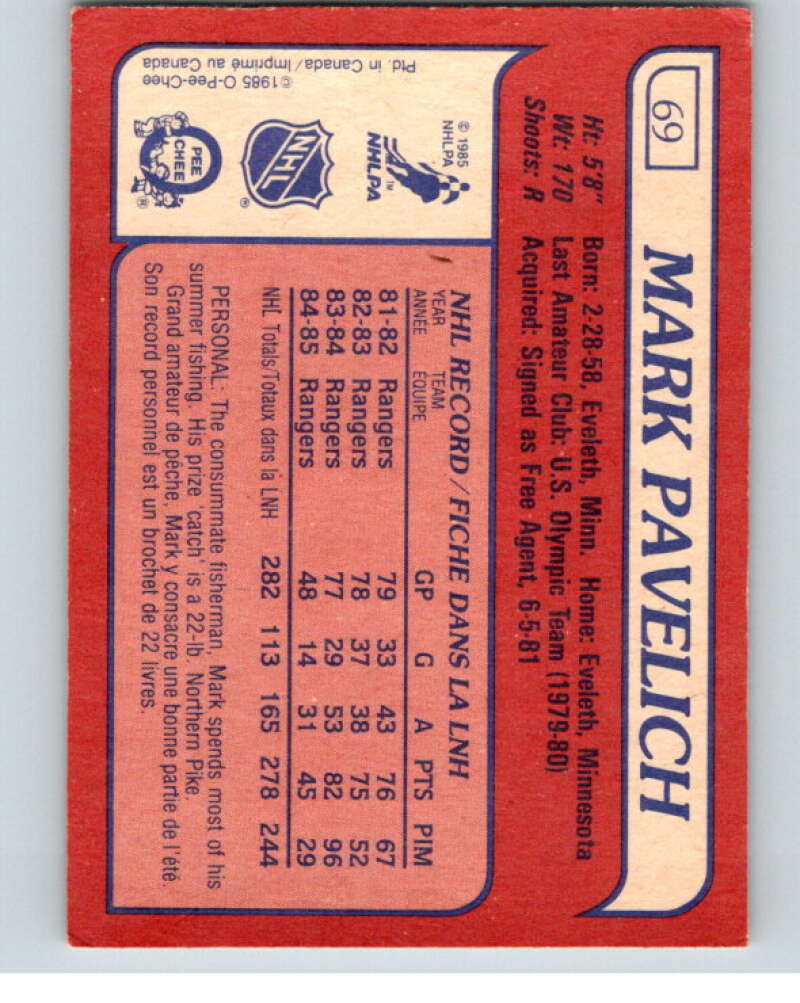 69
MARK PAVELICH
Ht: 5'8" Born: 2-28-58, Eveleth, Minn. Home: Eveleth, Minnesota
Wt: 170 Last Amateur Club: U.S. Olympic Team (1979-80)
Shoots: R Acquired: Signed as Free Agent, 6-5-81
© 1985
NHLPA
NHLPA
TM
NHL
®
O PEE CHEE
®
©1985 O-Pee-Chee
Ptd. in Canada/Imprimé au Canada
NHL RECORD/FICHE DANS LA LNH
YEAR TEAM
ANNÉE ÉQUIPE GP G A PTS PIM
81-82 Rangers 79 33 43 76 67
82-83 Rangers 78 37 38 75 52
83-84 Rangers 77 29 53 82 96
84-85 Rangers 48 14 31 45 29
NHL Totals/Totaux dans la LNH 282 113 165 278 244
PERSONAL: The consummate fisherman, Mark spends most of his
summer fishing. His prize 'catch' is a 22-lb. Northern Pike.
Grand amateur de pêche, Mark y consacre une bonne partie de l'été.
Son record personnel est un brochet de 22 livres.